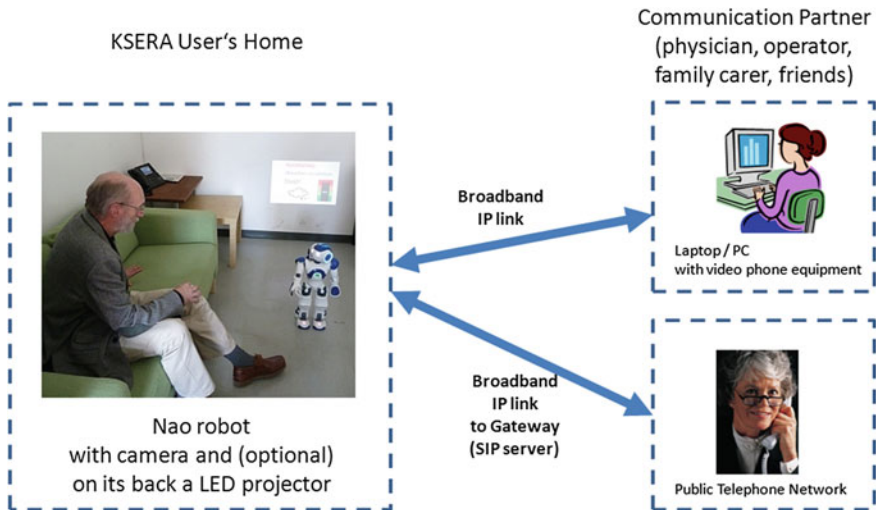 KSERA User's Home
Communication Partner
(physician, operator,
family carer, friends)
Broadband
IP link
Laptop / PC
with video phone equipment
Broadband
IP link
to Gateway
(SIP server)
Nao robot
with camera and (optional)
on its back a LED projector
Public Telephone Network